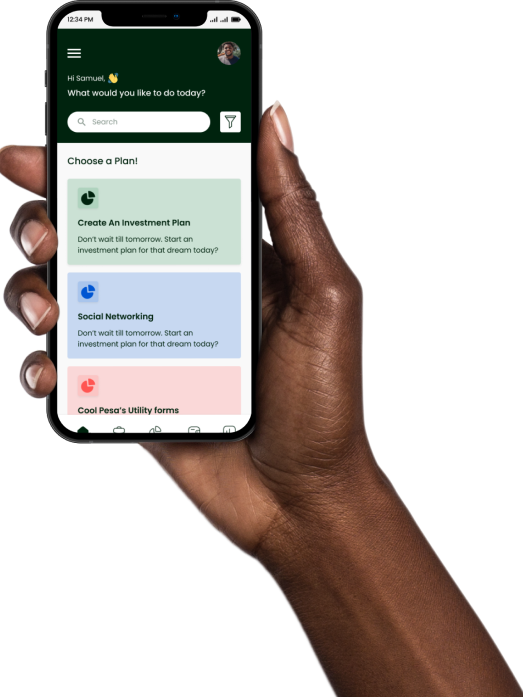 12:34 PM
Hi Samuel, 👋
What would you like to do today?
Search
Choose a Plan!
Create An Investment Plan
Don't wait till tomorrow. Start an
investment plan for that dream today?
Social Networking
Don't wait till tomorrow. Start an
investment plan for that dream today?
Cool Pesa's Utility forms